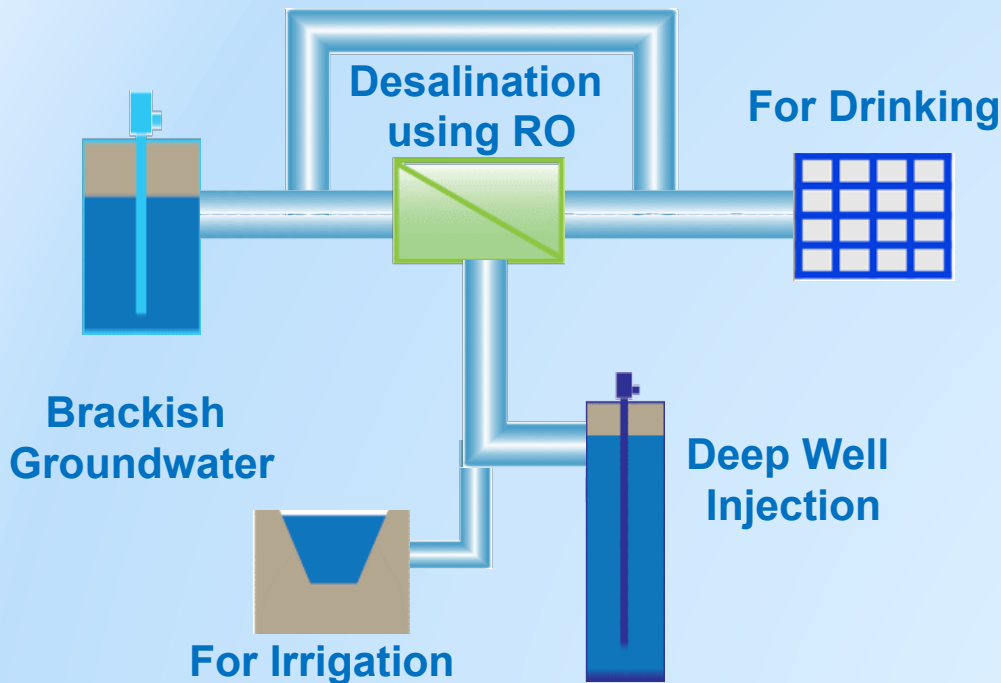 Desalination
using RO
For Drinking
Brackish
Groundwater
Deep Well
Injection
For Irrigation